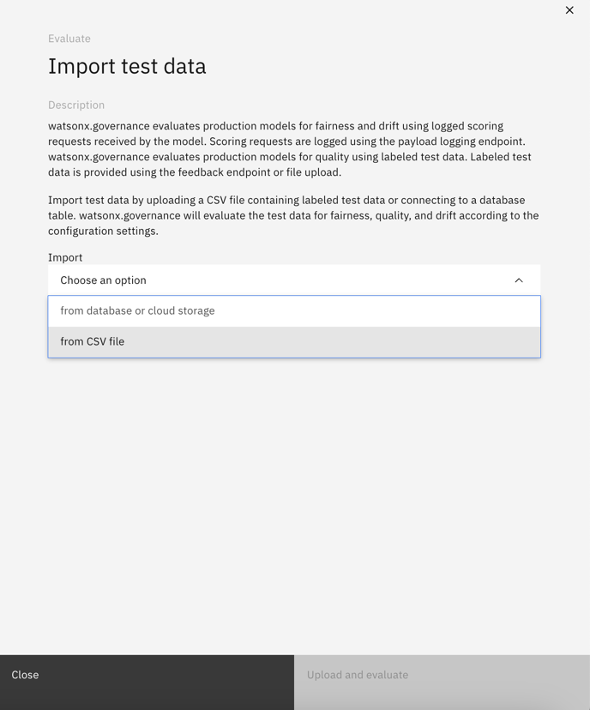 Evaluate
Import test data
Description
watsonx.governance evaluates production models for fairness and drift using logged scoring
requests received by the model. Scoring requests are logged using the payload logging endpoint.
watsonx.governance evaluates production models for quality using labeled test data. Labeled test
data is provided using the feedback endpoint or file upload.
Import test data by uploading a CSV file containing labeled test data or connecting to a database
table. watsonx.governance will evaluate the test data for fairness, quality, and drift according to the
configuration settings.
Import
Choose an option
from database or cloud storage
from CSV file
Close
Upload and evaluate